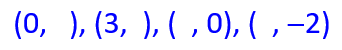 (0,   ), (3,  ), (  , 0), (  , –2)